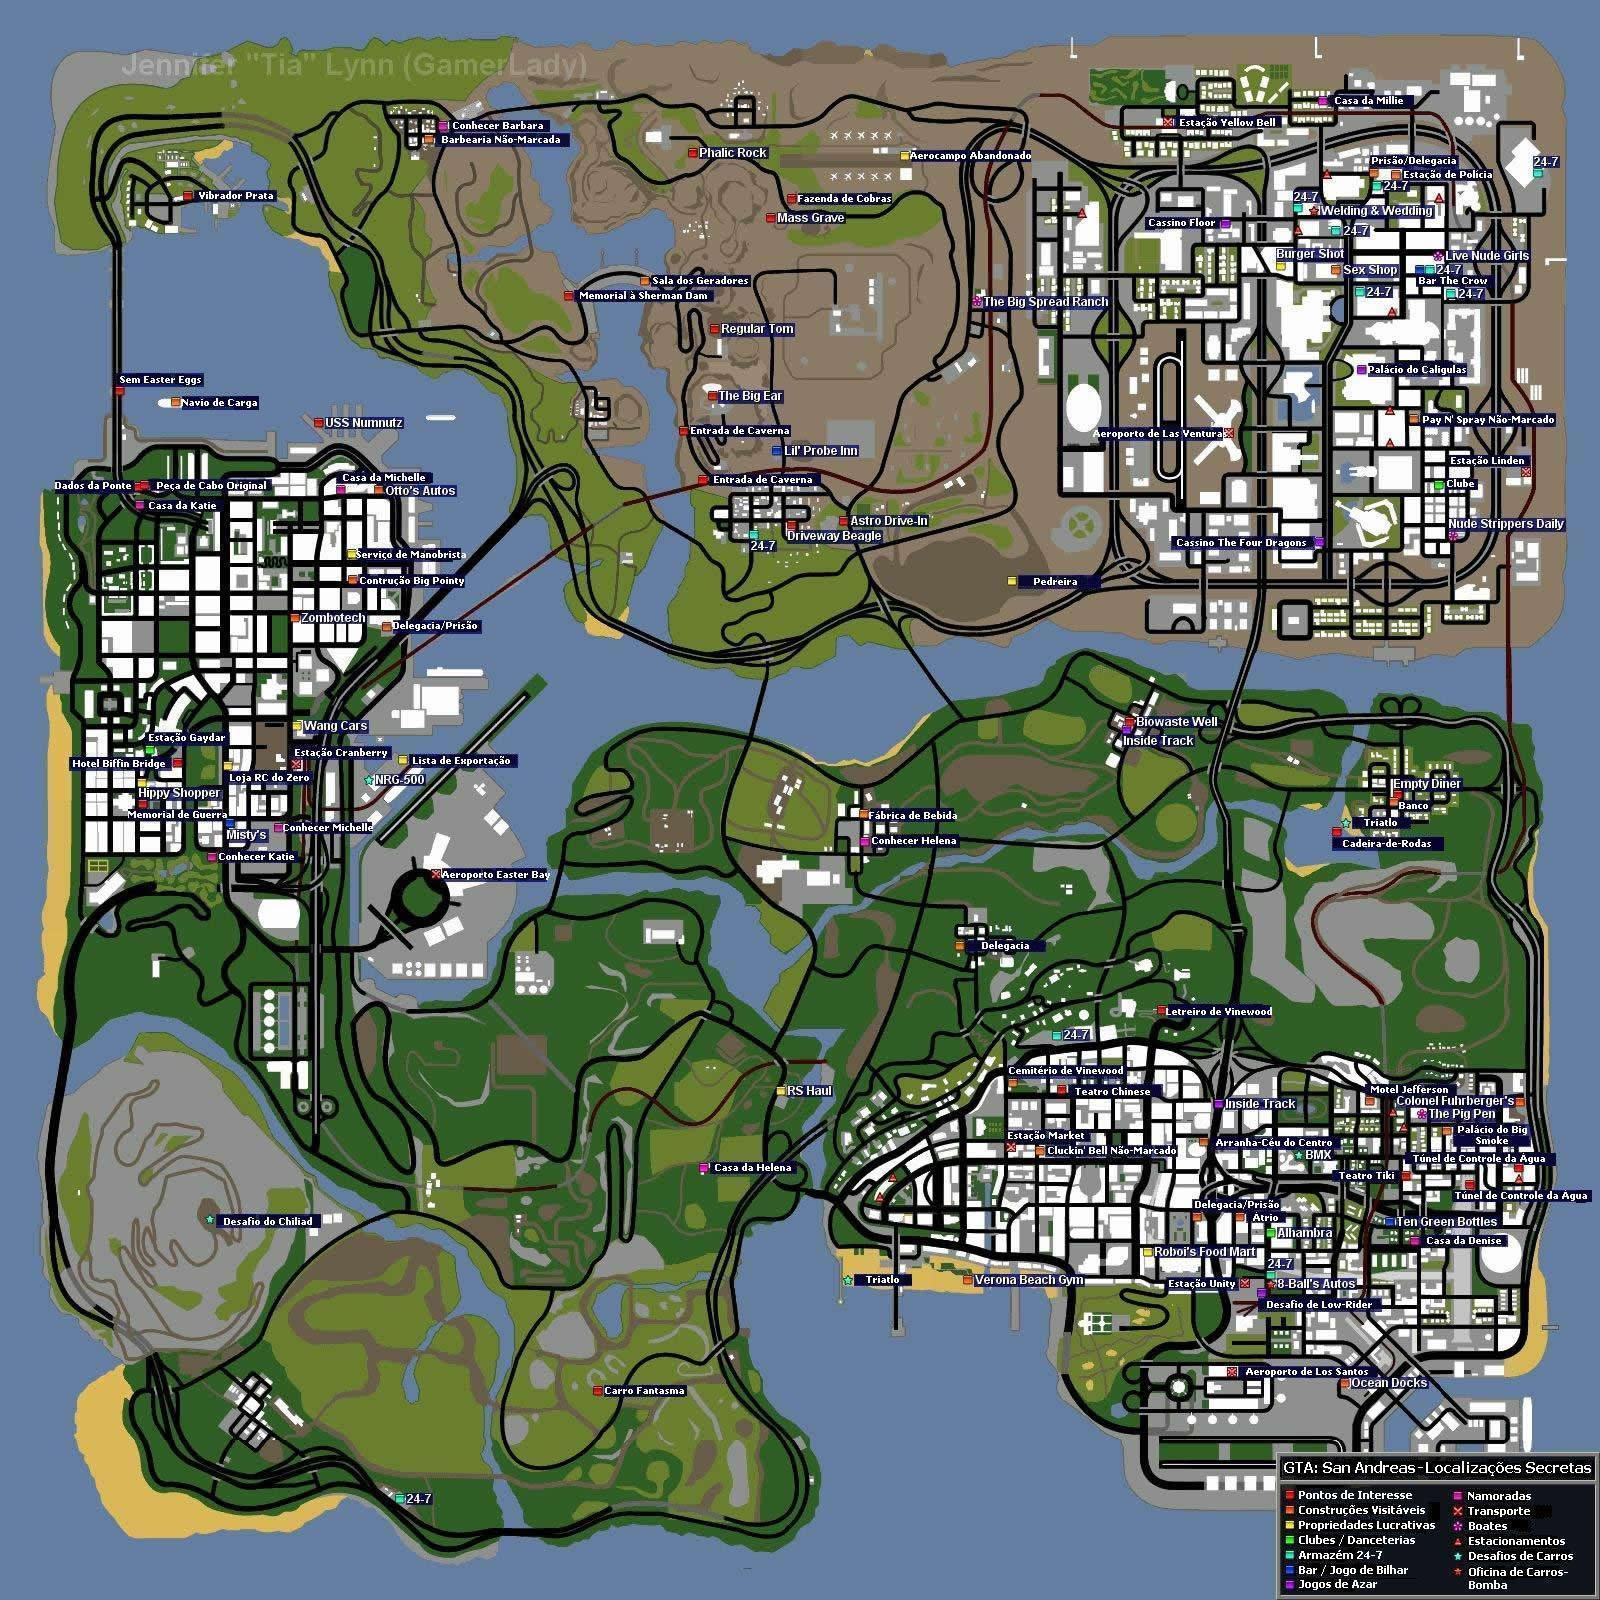 Jennifer "Tia" Lynn (GamerLady)
Casa da Millie
Estação Yellow Bell
Conhecer Barbara
Barbearia Não-Marcada
Phalic Rock
Aerocampo Abandonado
Prisão/Delegacia
24-7
Estação de Polícia
24-7
Vibrador Prata
Fazenda de Cobras
24-7
Welding & Wedding
Mass Grave
Cassino Floor
24-7
Burger Shot
Live Nude Girls
Sex Shop
24-7
Sala dos Geradores
Bar The Crow
Memorial à Sherman Dam
24-7
24-7
The Big Spread Ranch
Regular Tom
Sem Easter Eggs
Palácio do Caligulas
Navio de Carga
The Big Ear
USS Numnutz
Pay N' Spray Não-Marcado
Entrada de Caverna
Aeroporto de Las Ventura
Lil' Probe Inn
Estação Linden
Casa da Michelle
Entrada de Caverna
Dados da Ponte
Peça de Cabo Original
Otto's Autos
Clube
Casa da Katie
Astro Drive-In
Nude Strippers Daily
Driveway Beagle
24-7
Cassino The Four Dragons
Serviço de Manobrista
Contrução Big Pointy
Pedreira
Zombotech
Delegacia/Prisão
Wang Cars
Biowaste Well
Estação Gaydar
Inside Track
Estação Cranberry
Hotel Biffin Bridge
Lista de Exportação
Loja RC do Zero
NRG-500
Empty Diner
Hippy Shopper
Banco
Memorial de Guerra
Fábrica de Bebida
Triatlo
Misty's
Conhecer Michelle
Conhecer Helena
Cadeira-de-Rodas
Conhecer Katie
Aeroporto Easter Bay
Delegacia
Letreiro de Vinewood
24-7
Cemitério de Vinewood
RS Haul
Teatro Chinese
Motel Jefferson
Inside Track
Colonel Fuhrberger's
The Pig Pen
Estação Market
Palácio do Big
Smoke
Arranha-Céu do Centro
Cluckin' Bell Não-Marcado
BMX
Túnel de Controle da Água
Casa da Helena
Teatro Tiki
Túnel de Controle da Água
Delegacia/Prisão
Átrio
Desafio do Chiliad
Ten Green Bottles
Alhambra
Casa da Denise
Roboi's Food Mart
24-7
Triatlo
Verona Beach Gym
Estação Unity
8-Ball's Autos
Desafio de Low-Rider
Aeroporto de Los Santos
Ocean Docks
Carro Fantasma
24-7
GTA: San Andreas-Localizações Secretas
Pontos de Interesse
Construções Visitáveis
Propriedades Lucrativas
Clubes / Danceterias
Armazém 24-7
Bar / Jogo de Bilhar
Jogos de Azar
Namoradas
Transporte
Boates
Estacionamentos
Desafios de Carros
Oficina de Carros-
Bomba